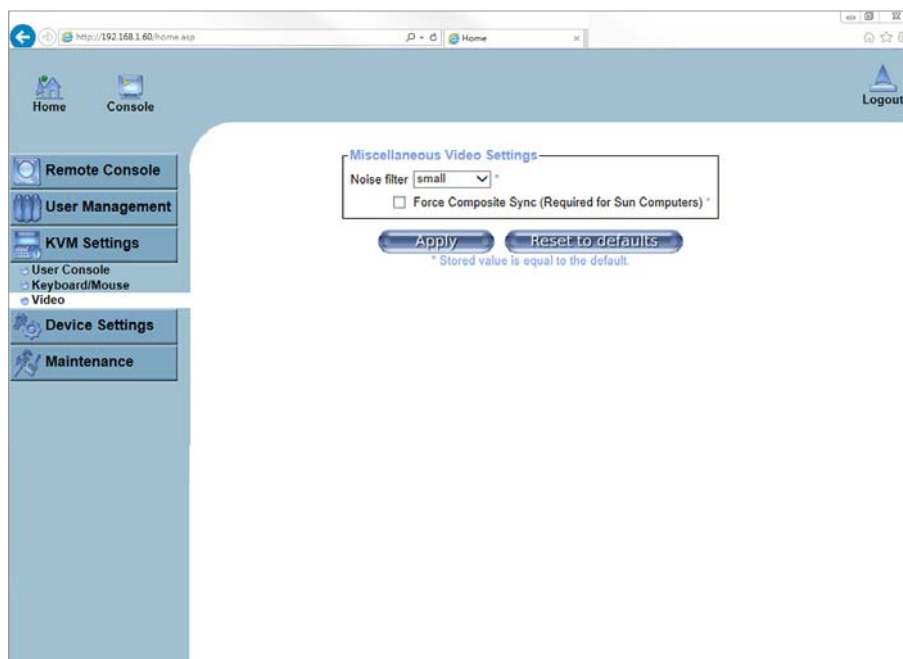 http://192.168.1.60/home.asp
Home
Home
Console
Logout
Remote Console
User Management
KVM Settings
User Console
Keyboard/Mouse
Video
Device Settings
Maintenance
Miscellaneous Video Settings
Noise filter small *
Force Composite Sync (Required for Sun Computers) *
Apply Reset to defaults
* Stored value is equal to the default.